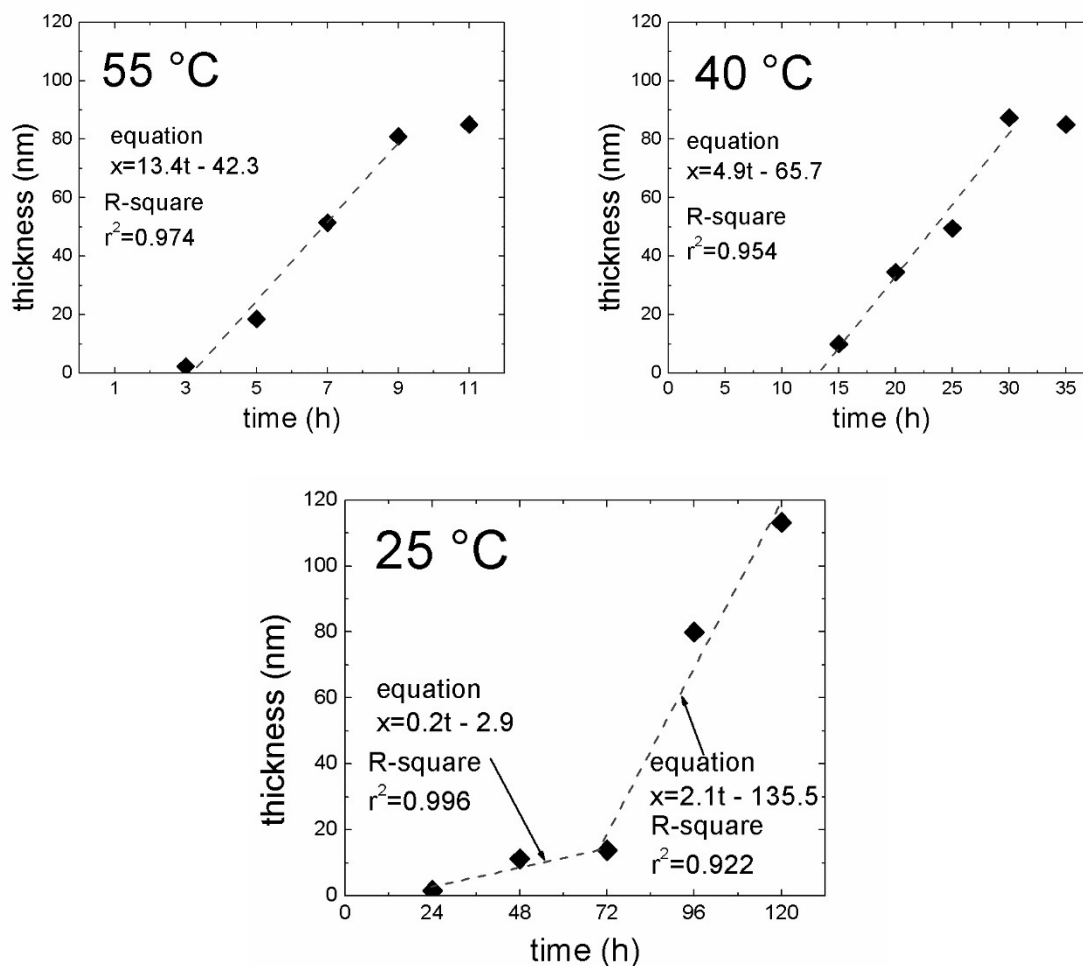 55 °C
equation
x=13.4t - 42.3
R-square
r²=0.974
thickness (nm)
120
100
80
60
40
20
0
1 3 5 7 9 11
time (h)
40 °C
equation
x=4.9t - 65.7
R-square
r²=0.954
thickness (nm)
120
100
80
60
40
20
0
0 5 10 15 20 25 30 35
time (h)
25 °C
equation
x=0.2t - 2.9
R-square
r²=0.996
equation
x=2.1t - 135.5
R-square
r²=0.922
thickness (nm)
120
100
80
60
40
20
0
0 24 48 72 96 120
time (h)